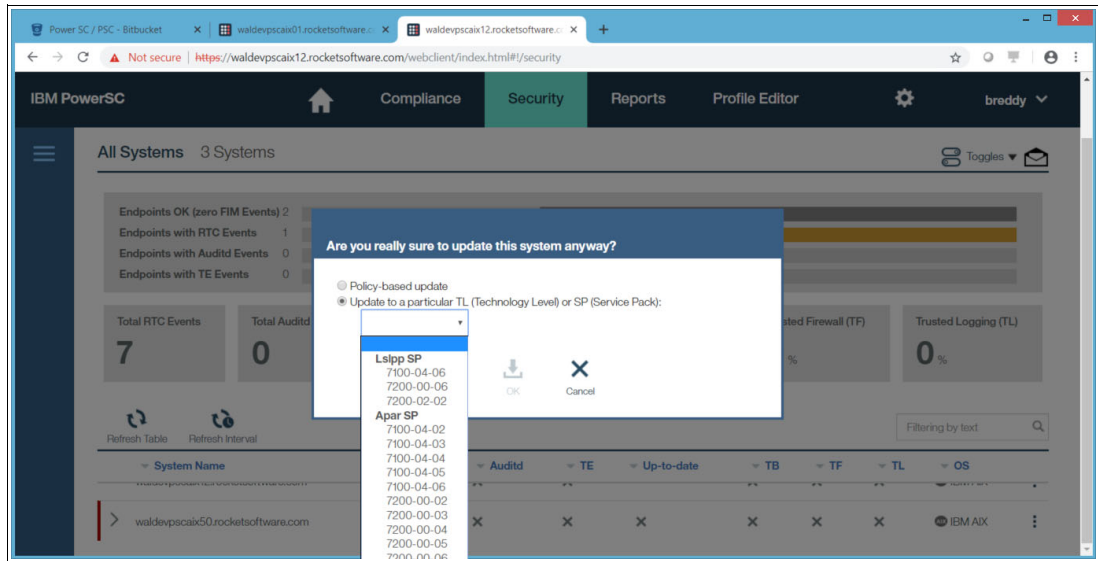 Power SC / PSC - Bitbucket
waldevpscaix01.rocketsoftware.c
waldevpscaix12.rocketsoftware.c
Not secure | https://waldevpscaix12.rocketsoftware.com/webclient/index.html#!/security
IBM PowerSC Compliance Security Reports Profile Editor breddy
All Systems 3 Systems Toggles
Endpoints OK (zero FIM Events) 2
Endpoints with RTC Events 1
Endpoints with Auditd Events 0
Endpoints with TE Events 0
Are you really sure to update this system anyway?
Policy-based update
Update to a particular TL (Technology Level) or SP (Service Pack):
Total RTC Events Total Auditd Firewall (TF) Trusted Logging (TL)
7 0 % 0 %
Lslpp SP
7100-04-06
7200-00-06
7200-02-02
Apar SP
7100-04-02
7100-04-03
7100-04-04
7100-04-05
7100-04-06
7200-00-02
7200-00-03
7200-00-04
7200-00-05
7200-00-06
OK Cancel
Refresh Table Refresh Interval Filtering by text
System Name Auditd TE Up-to-date TB TF TL OS
waldevpscaix50.rocketsoftware.com IBM AIX